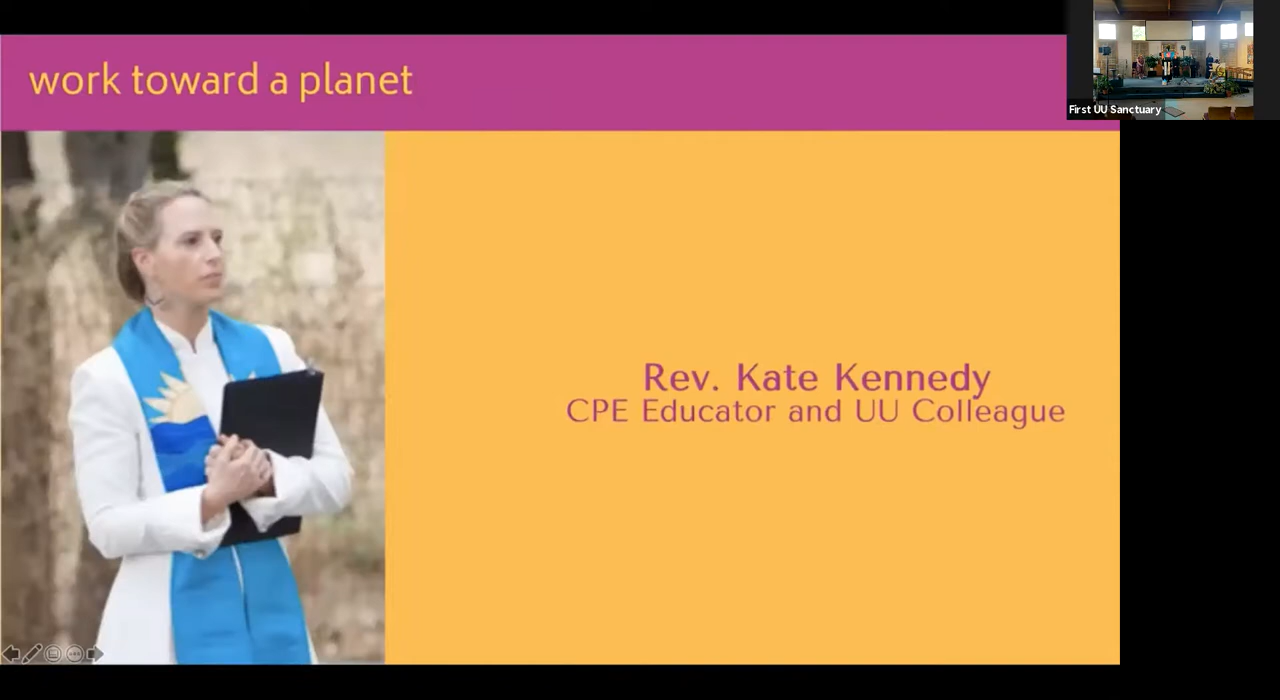 work toward a planet
First UU Sanctuary
Rev. Kate Kennedy
CPE Educator and UU Colleague